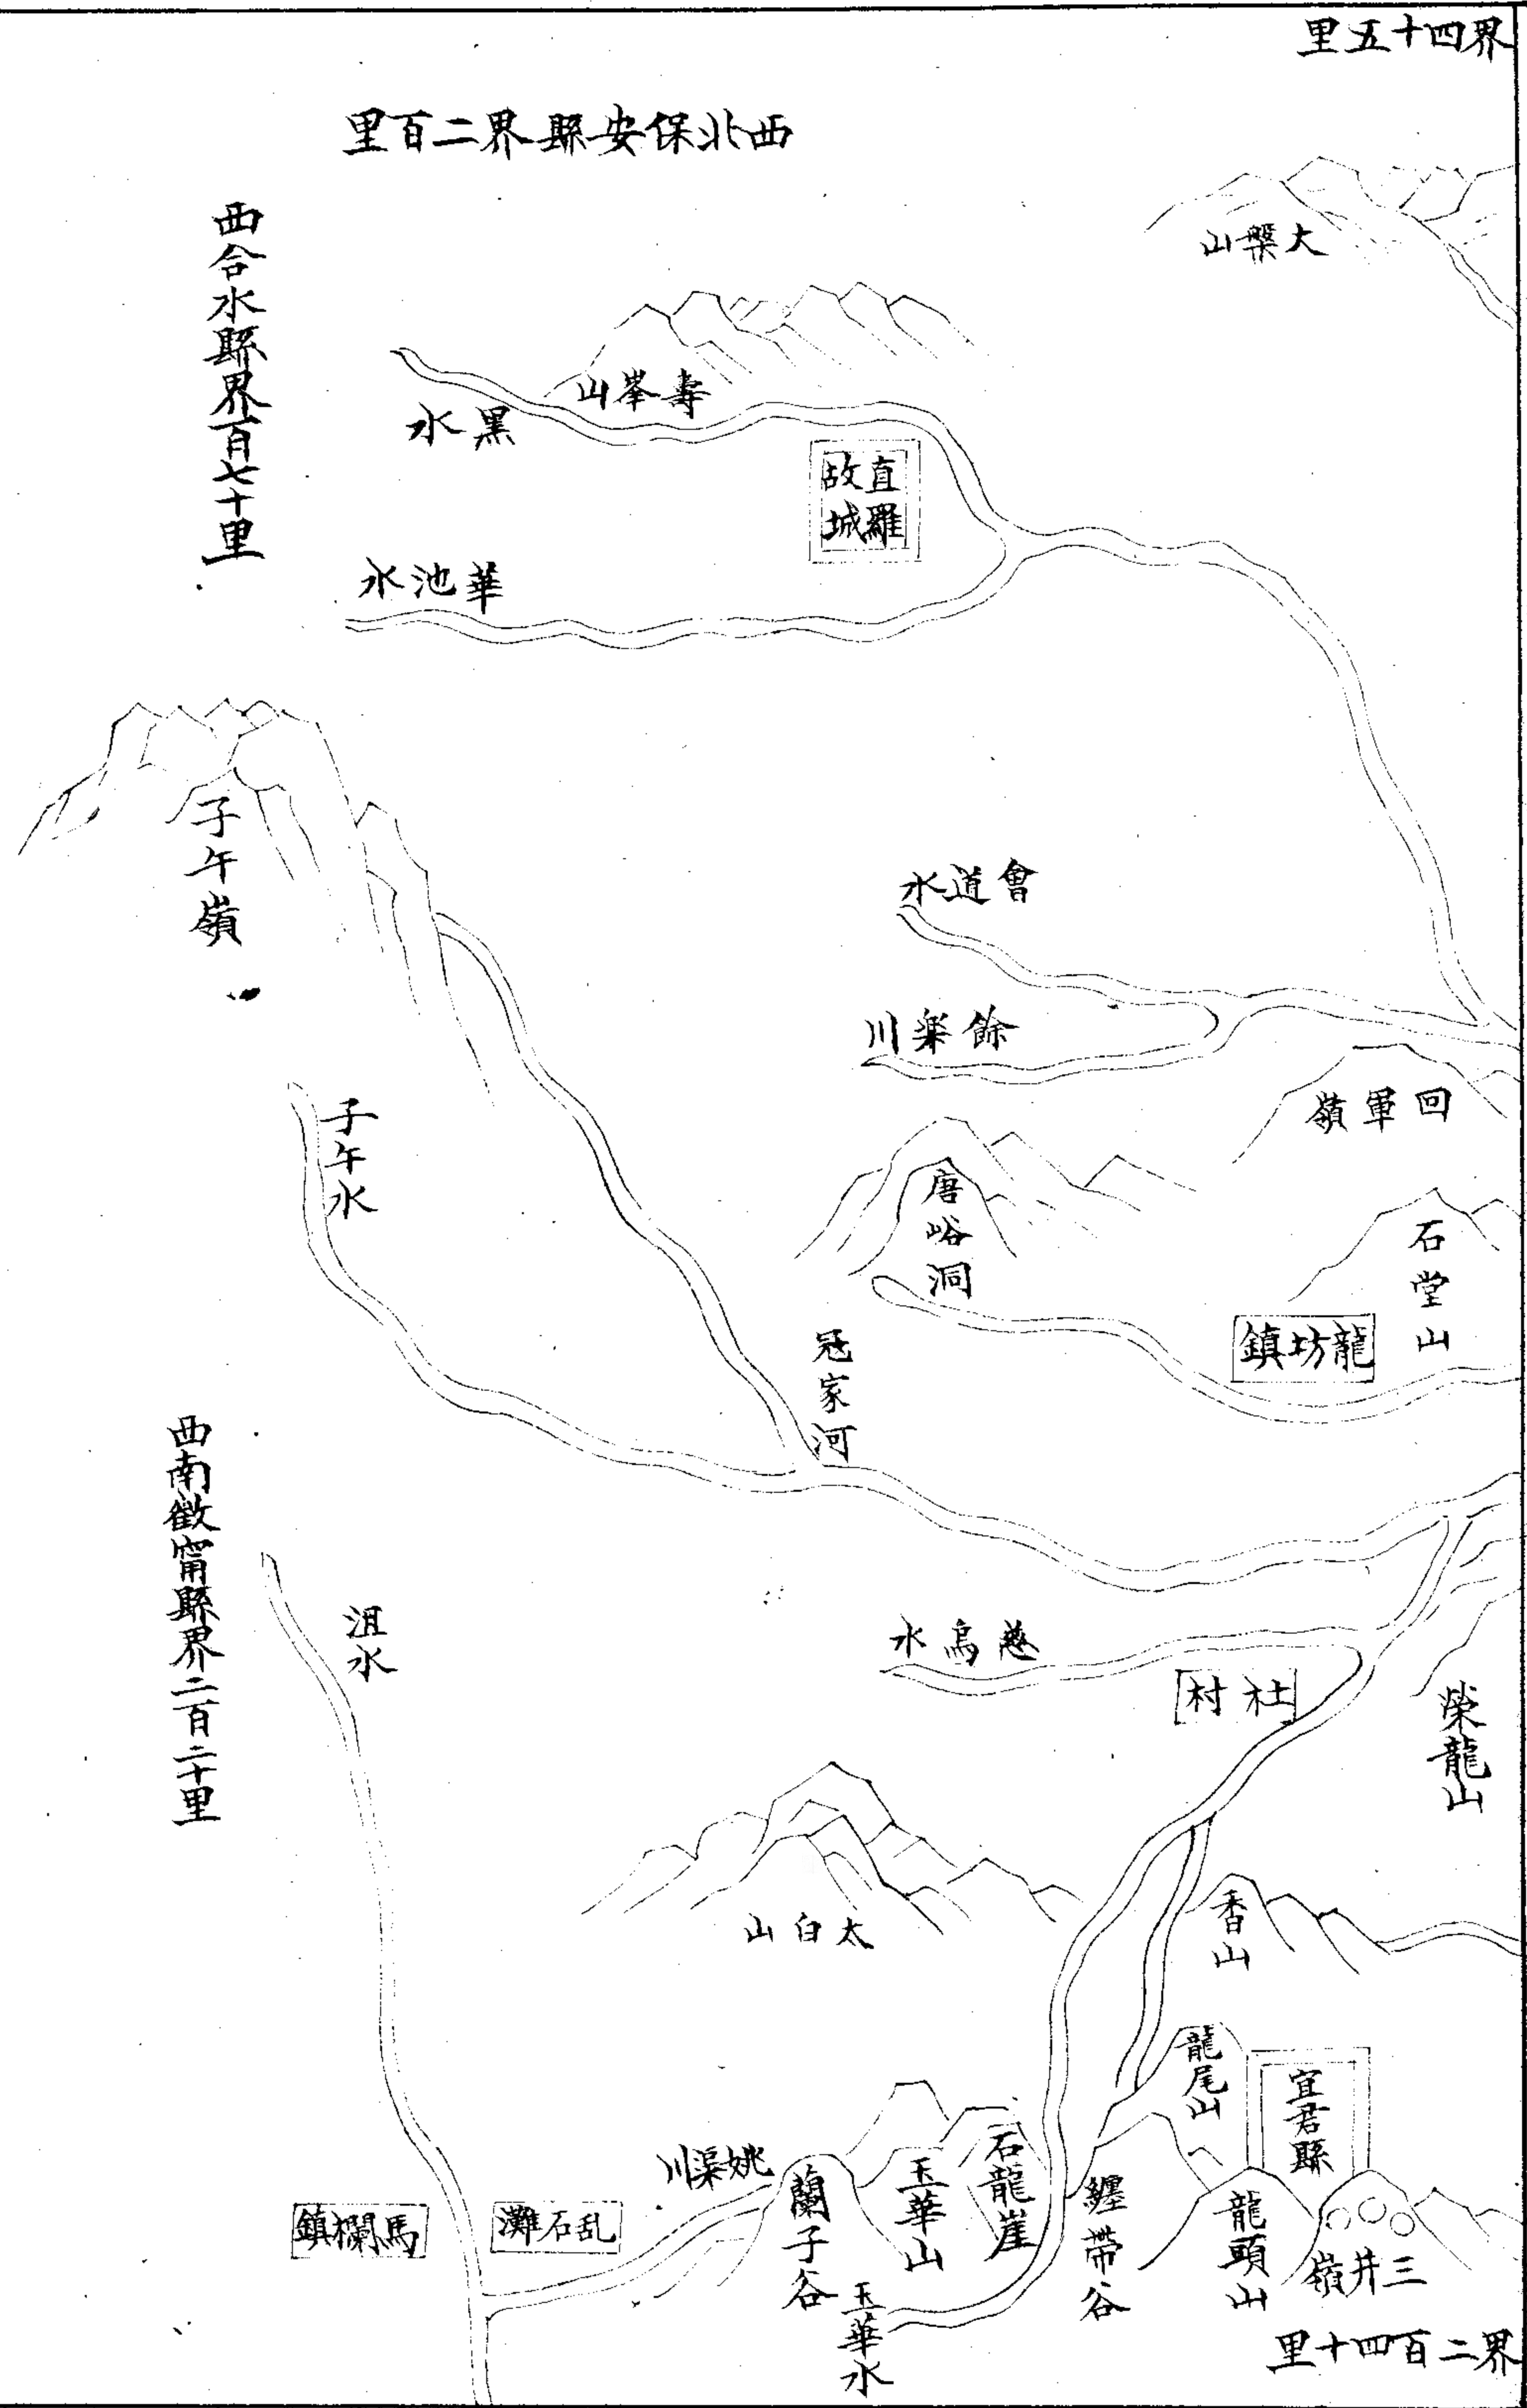 界四十五里
西北保安縣界二百里
西合水縣界百七十里
大槃山
壽峯山
黑水
直羅
故城
華池水
子午嶺
會道水
餘樂川
回軍嶺
子午水
唐峪洞
石堂山
龍坊鎮
冦家河
西南徵甯縣界二百二十里
沮水
慈烏水
杜村
榮龍山
太白山
香山
龍尾山
宜君縣
姚渠川
蘭子谷
玉華山
石龍崖
纏帶谷
龍頭山
三井嶺
馬欄鎮
乱石灘
玉華水
界二百四十里